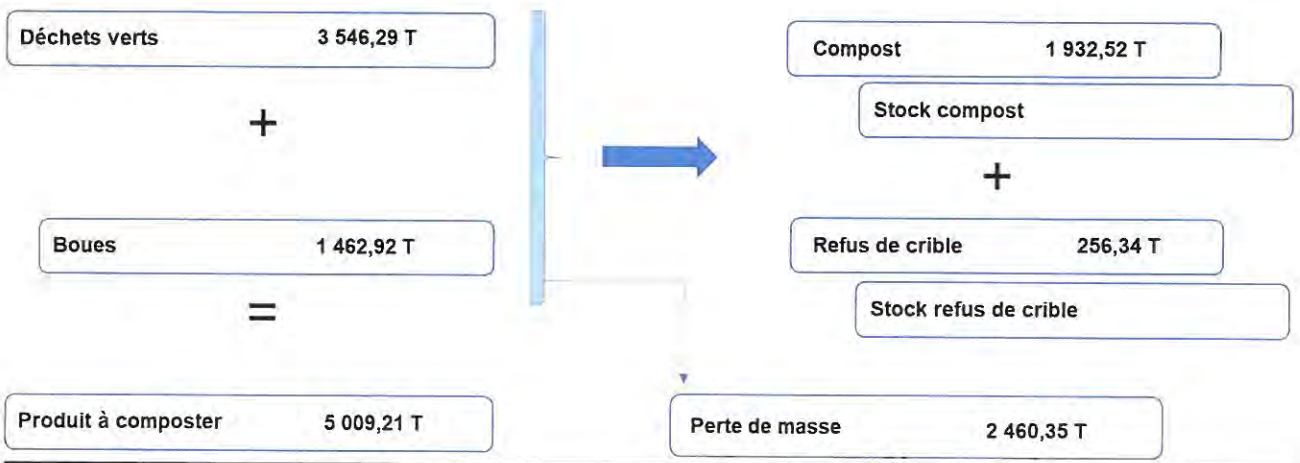 Déchets verts 3 546,29 T
+
Boues 1 462,92 T
=
Produit à composter 5 009,21 T
Compost 1 932,52 T
Stock compost
+
Refus de crible 256,34 T
Stock refus de crible
Perte de masse 2 460,35 T